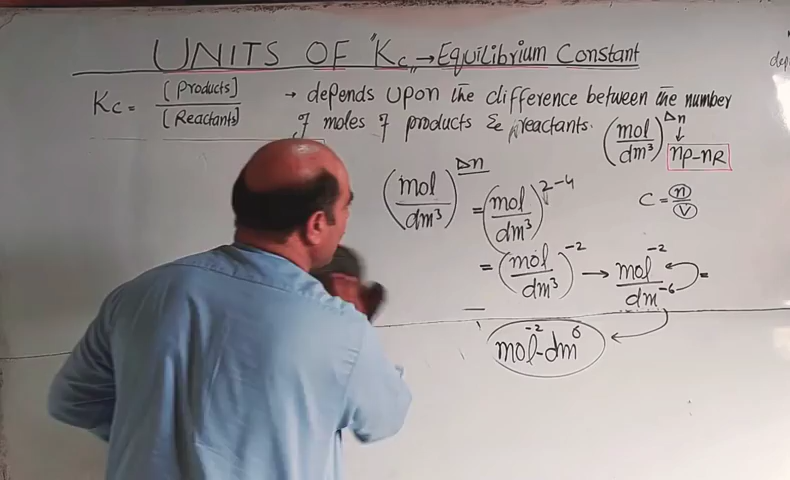 UNITS OF "Kc" → Equilibrium Constant
Kc = [Products] / [Reactants]
→ depends upon the difference between the number
of moles of products & reactants. (mol/dm³)^Δn
↓
nP-nR
(mol/dm³)^Δn = (mol/dm³)^2-4
C = n/V
= (mol/dm³)^-2 → mol^-2/dm^-6 =
mol^-2-dm^6